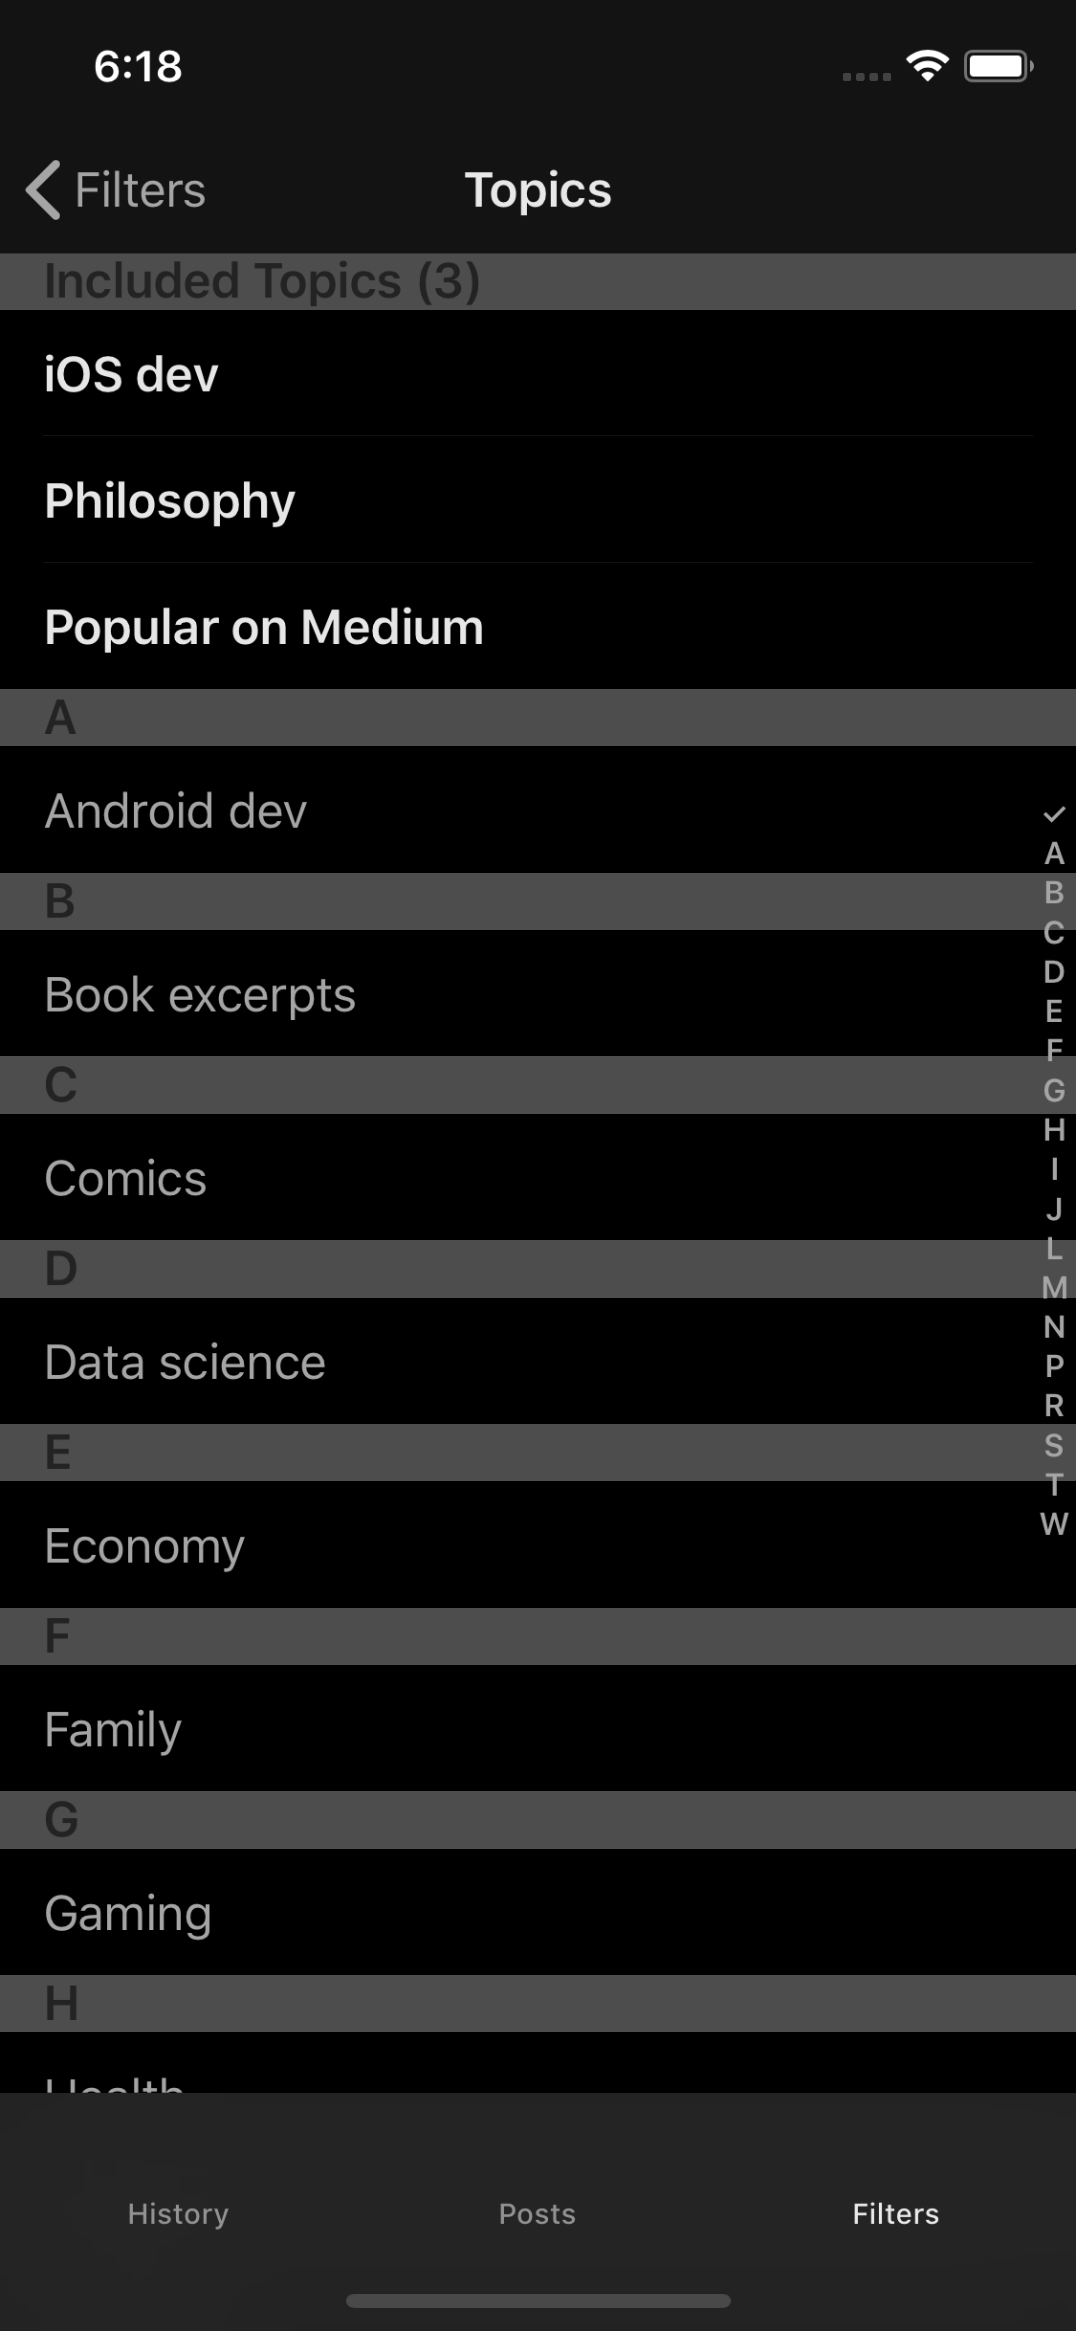 6:18
Filters
Topics
Included Topics (3)
iOS dev
Philosophy
Popular on Medium
A
Android dev
B
Book excerpts
C
Comics
D
Data science
E
Economy
F
Family
G
Gaming
H
Health
A
B
C
D
E
F
G
H
I
J
L
M
N
P
R
S
T
W
History
Posts
Filters